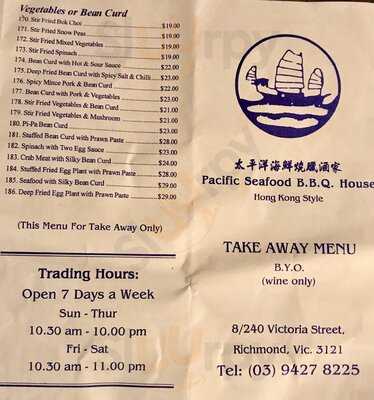 Vegetables or Bean Curd
170. Stir Fried Bok Choi $19.00
171. Stir Fried Snow Peas $19.00
172. Stir Fried Mixed Vegetables $19.00
173. Stir Fried Spinach $19.00
174. Bean Curd with Hot & Sour Sauce $22.00
175. Deep Fried Bean Curd with Spicy Salt & Chilli $23.00
176. Spicy Mince Pork & Bean Curd $22.00
177. Bean Curd with Pork & Vegetables $23.00
178. Stir Fried Vegetables & Bean Curd $21.00
179. Stir Fried Vegetables & Mushroom $21.00
180. Pi-Pa Bean Curd $23.00
181. Stuffed Bean Curd with Prawn Paste $28.00
182. Spinach with Two Egg Sauce $24.00
183. Crab Meat with Silky Bean Curd
184. Stuffed Fried Egg Plant with Prawn Paste $28.00
185. Seafood with Silky Bean Curd $29.00
186. Deep Fried Egg Plant with Prawn Paste $29.00
(This Menu For Take Away Only)
Trading Hours:
Open 7 Days a Week
Sun - Thur
10.30 am - 10.00 pm
Fri - Sat
10.30 am - 11.00 pm
太平洋海鮮燒臘酒家
Pacific Seafood B.B.Q. House
Hong Kong Style
TAKE AWAY MENU
B.Y.O.
(wine only)
8/240 Victoria Street,
Richmond, Vic. 3121
Tel: (03) 9427 8225